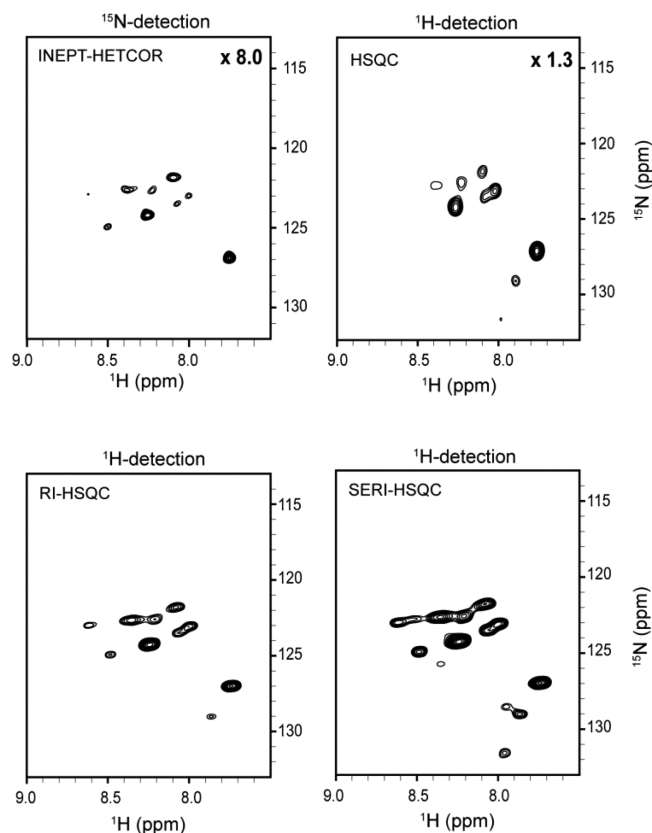 ¹⁵N-detection
INEPT-HETCOR
x 8.0
115
120
125
130
9.0 8.5 8.0
¹H (ppm)
¹H-detection
HSQC
x 1.3
115
120
125
130
¹⁵N (ppm)
9.0 8.5 8.0
¹H (ppm)
¹H-detection
RI-HSQC
115
120
125
130
9.0 8.5 8.0
¹H (ppm)
¹H-detection
SERI-HSQC
115
120
125
130
¹⁵N (ppm)
9.0 8.5 8.0
¹H (ppm)